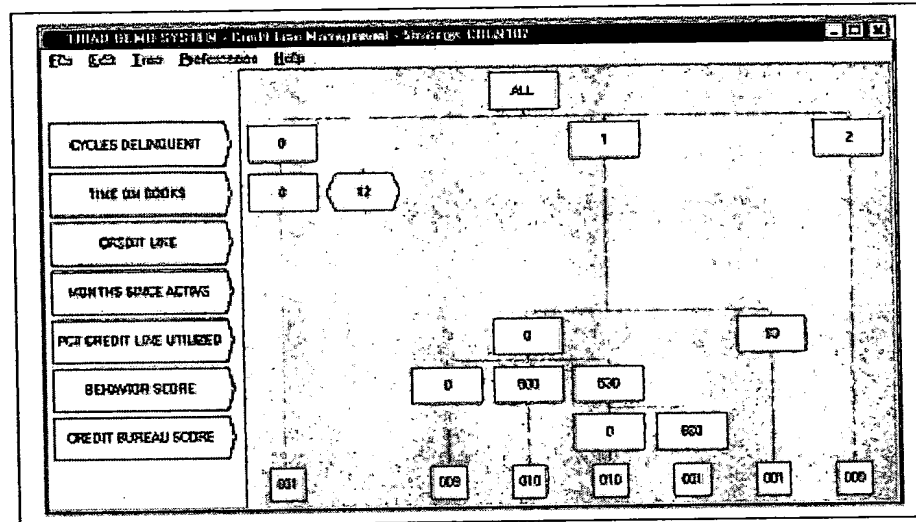 Credit Line Management - Strategy
File Edit Tree Preferences Help
ALL
CYCLES DELINQUENT 0 1 2
TIME ON BOOKS 0 12
CREDIT LINE
MONTHS SINCE ACTIVE
PCT CREDIT LINE UTILIZED 0
BEHAVIOR SCORE 0 600 630
CREDIT BUREAU SCORE 0
001 009 010 010 001 001 009